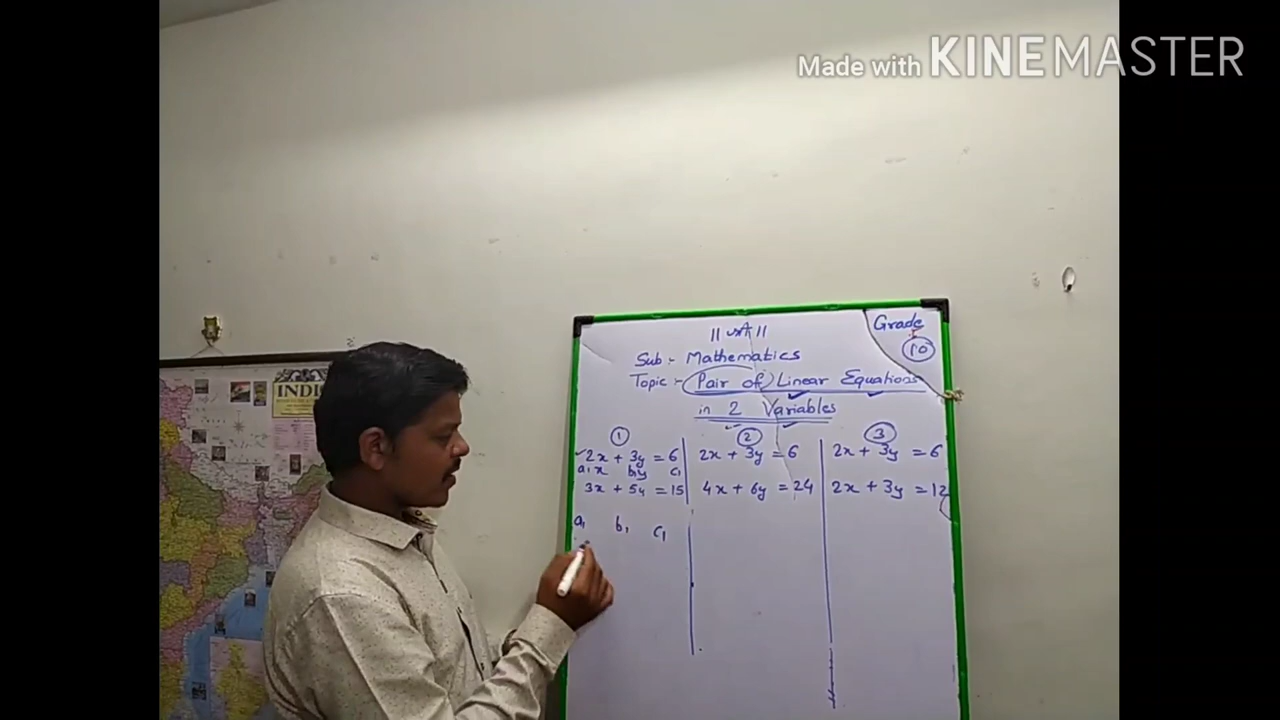 Made with KINEMASTER
INDI
Grade
10
Sub:- Mathematics
Topic:- Pair of Linear Equations
in 2 Variables
1
2x + 3y = 6
a₁x b₁y c₁
3x + 5y = 15
a₁ b₁ c₁
2
2x + 3y = 6
4x + 6y = 24
3
2x + 3y = 6
2x + 3y = 12